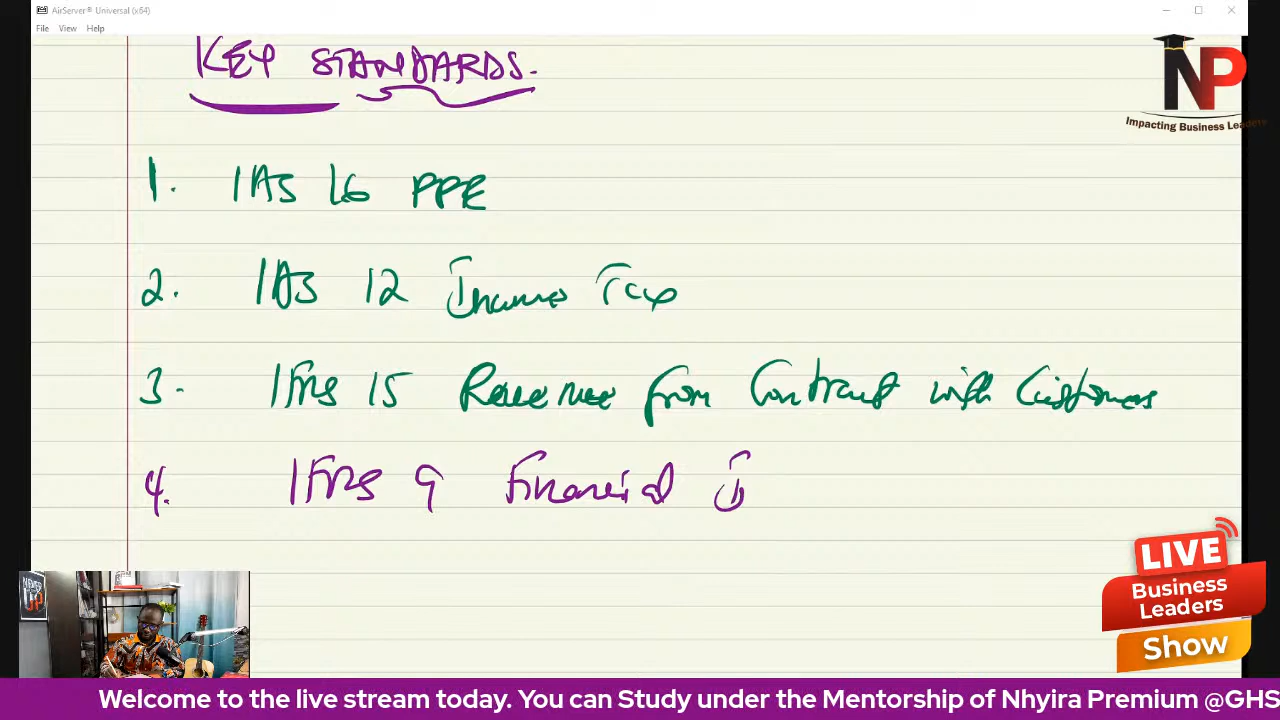 AirServer® Universal (x64)
File View Help
KEY STANDARDS.
NP
Impacting Business Leaders
1. IAS 16 PPE
2. IAS 12 Income Tax
3. IFRS 15 Revenue from Contract with Customers
4. IFRS 9 Financial I
LIVE
Business
Leaders
Show
UP
Welcome to the live stream today. You can Study under the Mentorship of Nhyira Premium @GHS